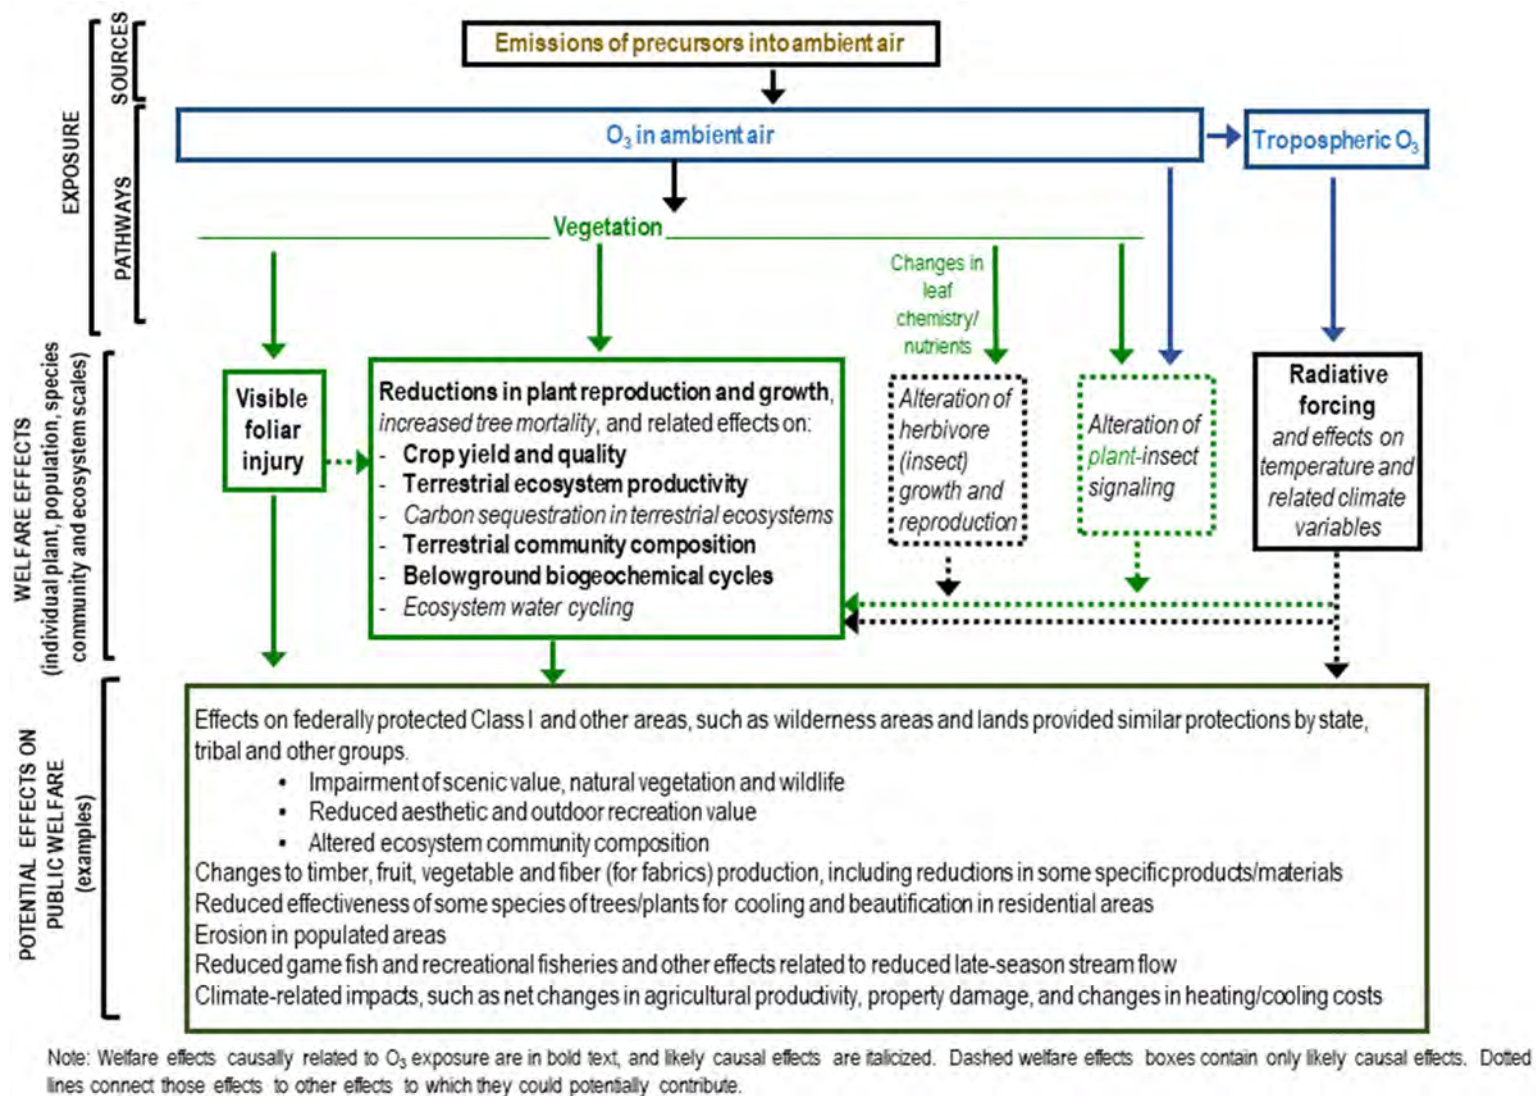 SOURCES
EXPOSURE
PATHWAYS
Emissions of precursors into ambient air
O₃ in ambient air
Tropospheric O₃
Vegetation
Changes in
leaf
chemistry/
nutrients
WELFARE EFFECTS
(individual plant, population, species
community and ecosystem scales)
Visible
foliar
injury
Reductions in plant reproduction and growth,
increased tree mortality, and related effects on:
- Crop yield and quality
- Terrestrial ecosystem productivity
- Carbon sequestration in terrestrial ecosystems
- Terrestrial community composition
- Belowground biogeochemical cycles
- Ecosystem water cycling
Alteration of
herbivore
(insect)
growth and
reproduction
Alteration of
plant-insect
signaling
Radiative
forcing
and effects on
temperature and
related climate
variables
POTENTIAL EFFECTS ON
PUBLIC WELFARE
(examples)
Effects on federally protected Class I and other areas, such as wilderness areas and lands provided similar protections by state,
tribal and other groups.
• Impairment of scenic value, natural vegetation and wildlife
• Reduced aesthetic and outdoor recreation value
• Altered ecosystem community composition
Changes to timber, fruit, vegetable and fiber (for fabrics) production, including reductions in some specific products/materials
Reduced effectiveness of some species of trees/plants for cooling and beautification in residential areas
Erosion in populated areas
Reduced game fish and recreational fisheries and other effects related to reduced late-season stream flow
Climate-related impacts, such as net changes in agricultural productivity, property damage, and changes in heating/cooling costs
Note: Welfare effects causally related to O₃ exposure are in bold text, and likely causal effects are italicized. Dashed welfare effects boxes contain only likely causal effects. Dotted
lines connect those effects to other effects to which they could potentially contribute.